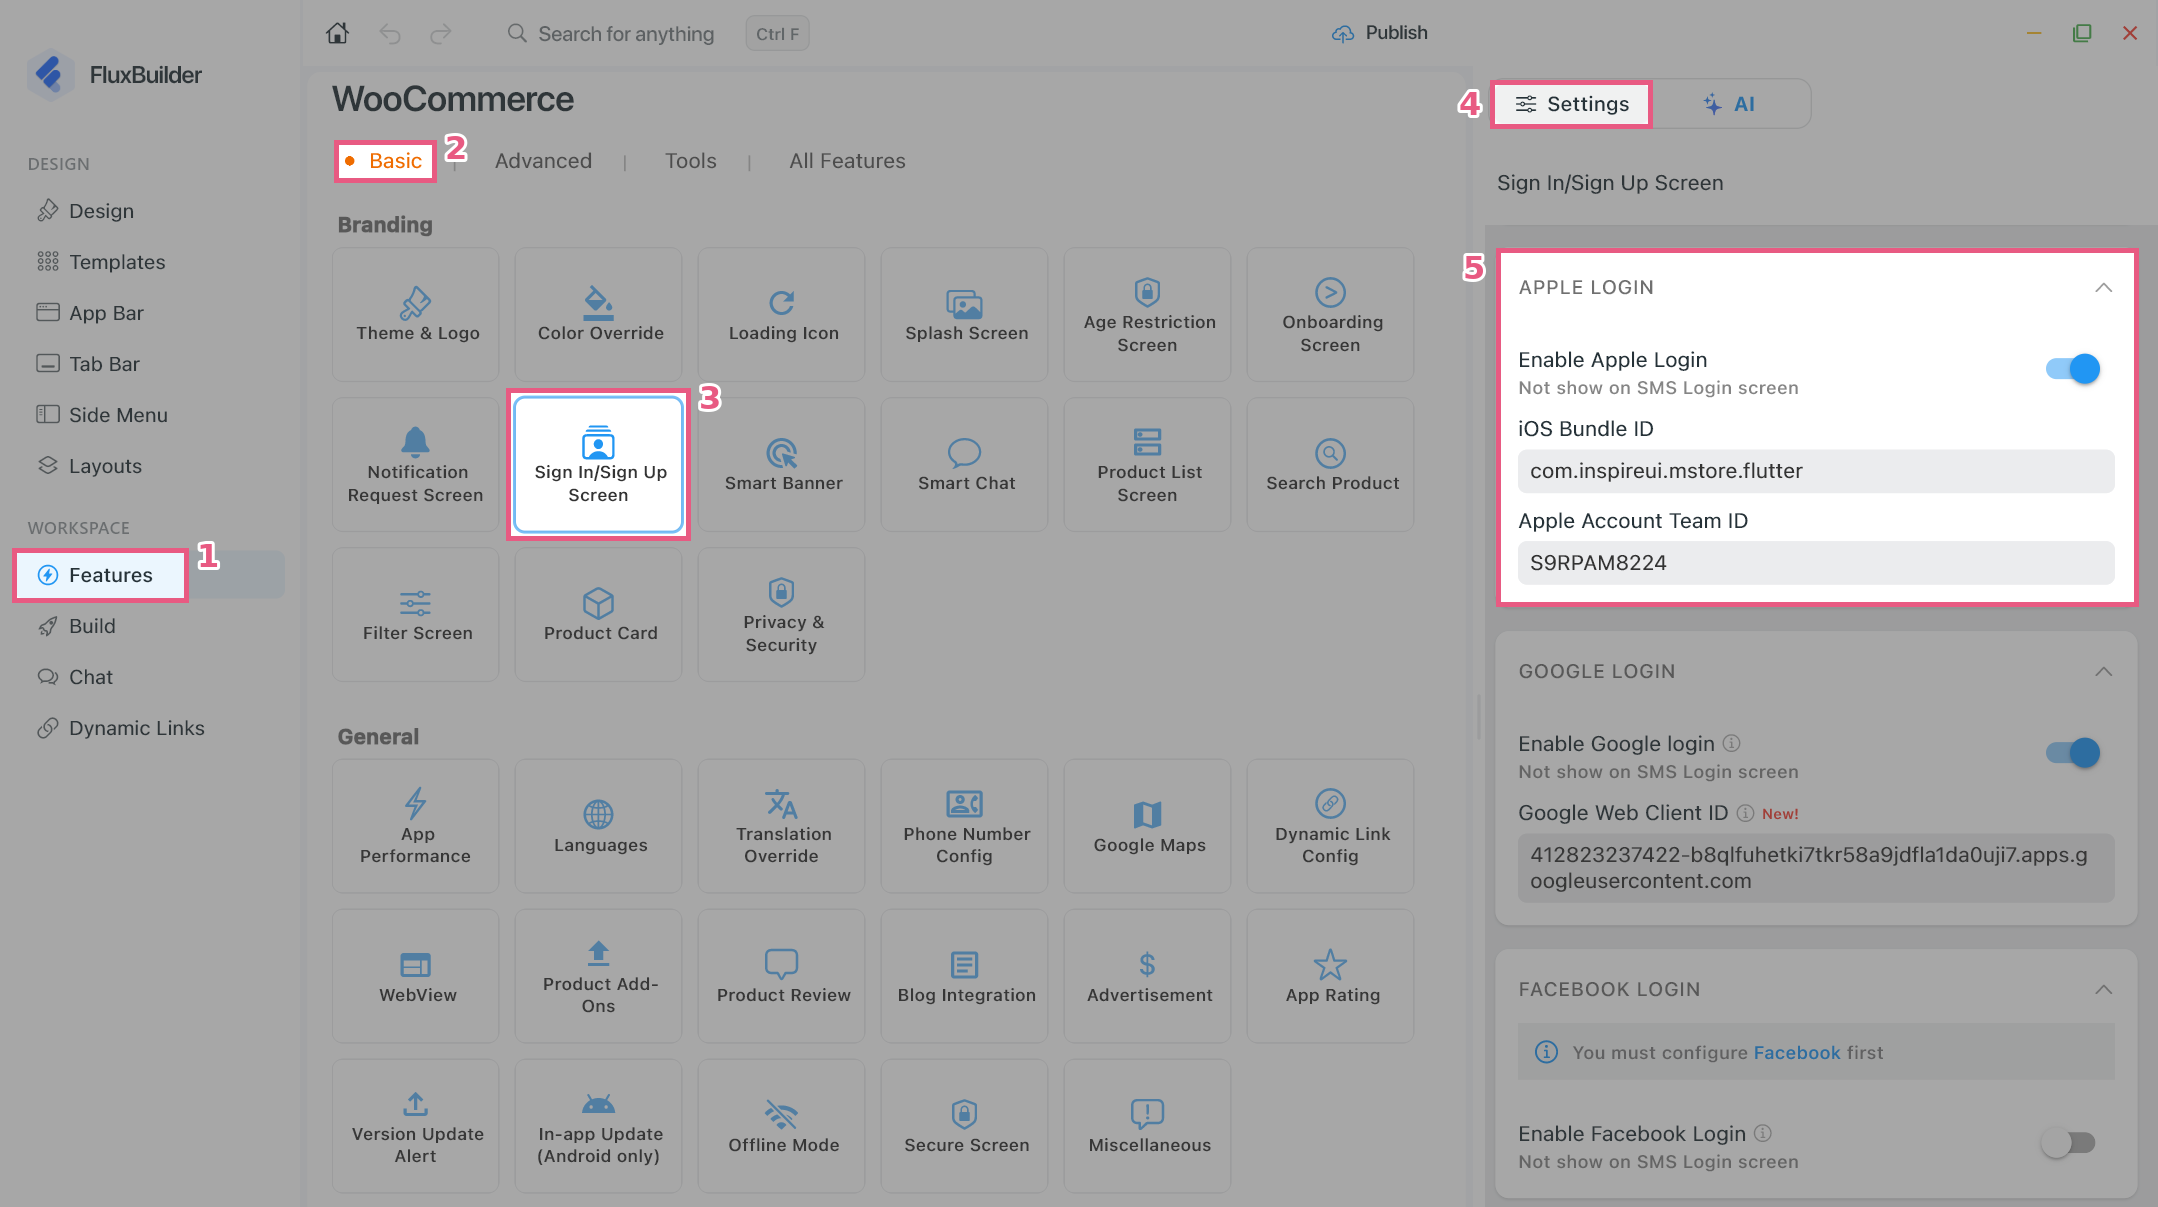 FluxBuilder
DESIGN
Design
Templates
App Bar
Tab Bar
Side Menu
Layouts
WORKSPACE
1
Features
Build
Chat
Dynamic Links
Search for anything
Ctrl F
Publish
WooCommerce
2
Basic
|
Advanced
|
Tools
|
All Features
Branding
Theme & Logo
Color Override
Loading Icon
Splash Screen
Age Restriction
Screen
Onboarding
Screen
Notification
Request Screen
3
Sign In/Sign Up
Screen
Smart Banner
Smart Chat
Product List
Screen
Search Product
Filter Screen
Product Card
Privacy &
Security
General
App
Performance
Languages
Translation
Override
Phone Number
Config
Google Maps
Dynamic Link
Config
WebView
Product Add-
Ons
Product Review
Blog Integration
Advertisement
App Rating
Version Update
Alert
In-app Update
(Android only)
Offline Mode
Secure Screen
Miscellaneous
4
Settings
AI
Sign In/Sign Up Screen
5
APPLE LOGIN
Enable Apple Login
Not show on SMS Login screen
iOS Bundle ID
com.inspireui.mstore.flutter
Apple Account Team ID
S9RPAM8224
GOOGLE LOGIN
Enable Google login
Not show on SMS Login screen
Google Web Client ID New!
412823237422-b8qlfuhetki7tkr58a9jdfla1da0uji7.apps.g
oogleusercontent.com
FACEBOOK LOGIN
You must configure Facebook first
Enable Facebook Login
Not show on SMS Login screen